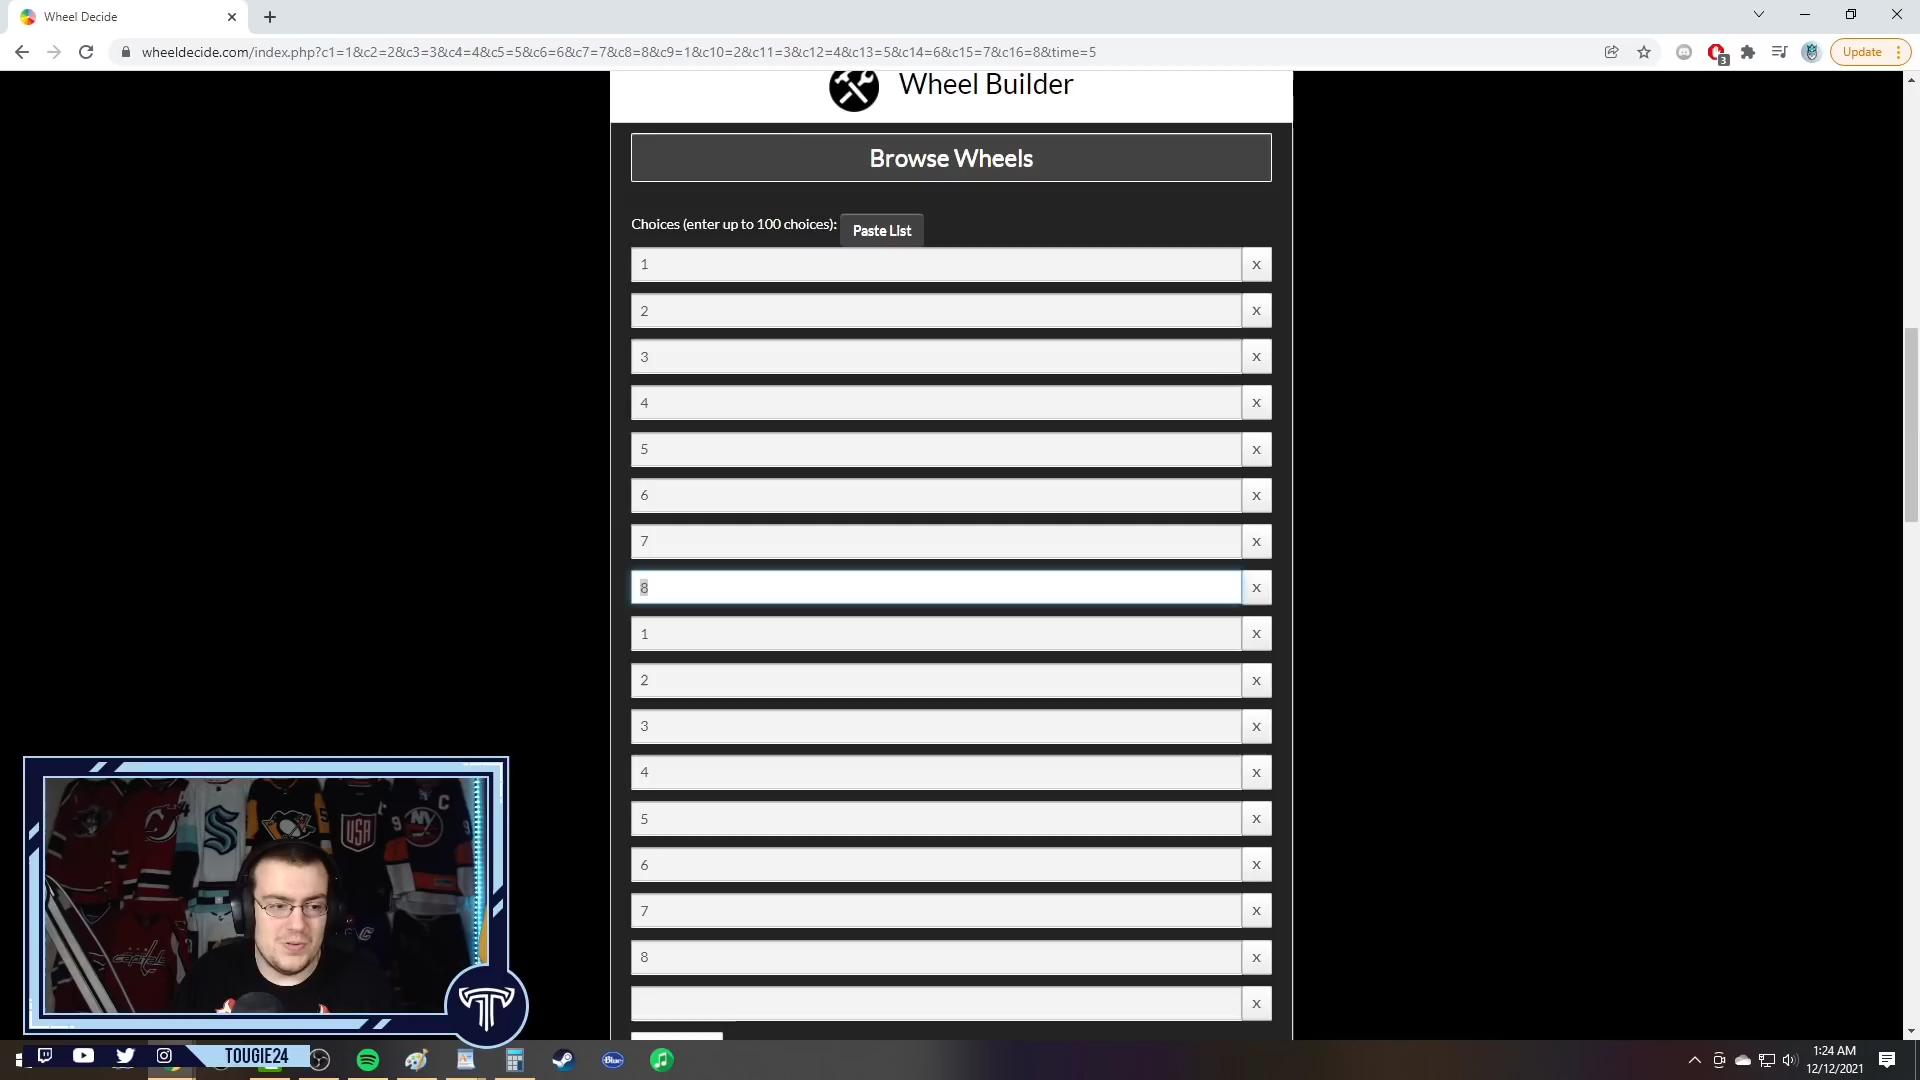 Wheel Decide
wheeldecide.com/index.php?c1=1&c2=2&c3=3&c4=4&c5=5&c6=6&c7=7&c8=8&c9=1&c10=2&c11=3&c12=4&c13=5&c14=6&c15=7&c16=8&time=5
3
Update
Wheel Builder
Browse Wheels
Choices (enter up to 100 choices): Paste List
1 x
2 x
3 x
4 x
5 x
6 x
7 x
8 x
1 x
2 x
3 x
4 x
5 x
6 x
7 x
8 x
x
USA
C
capitals
TOUGIE24
Blue
1:24 AM
12/12/2021